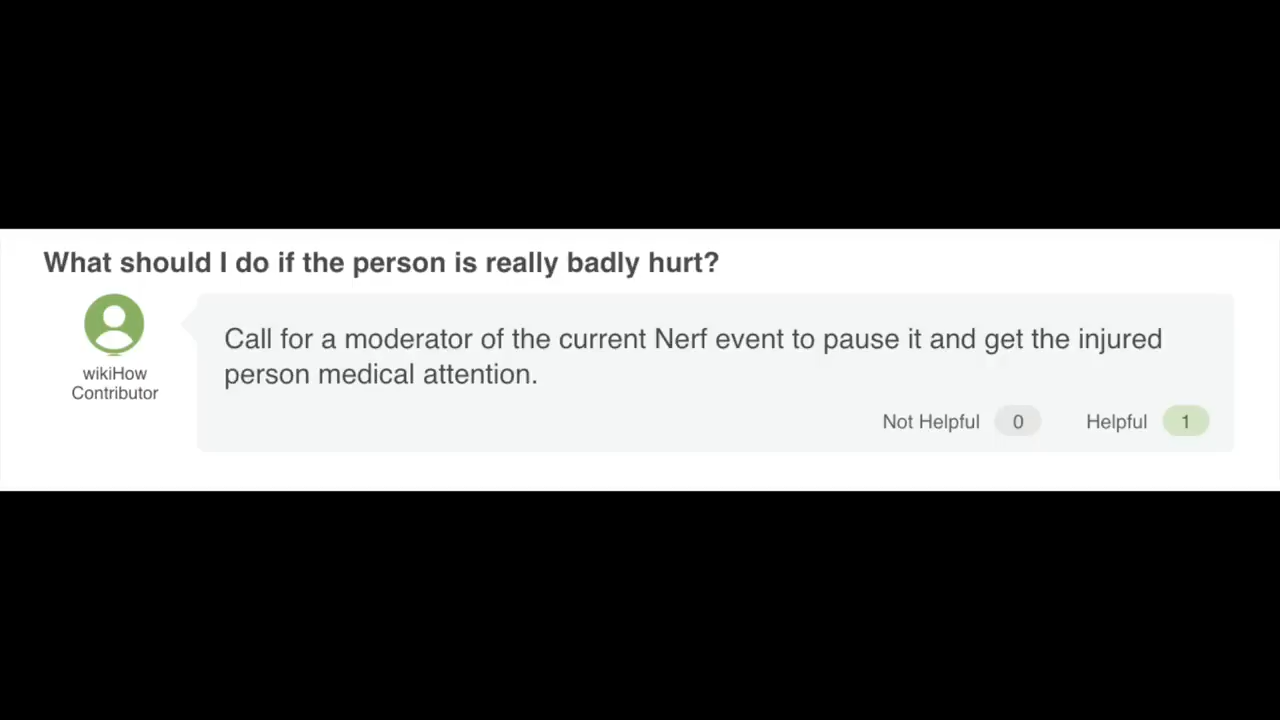 What should I do if the person is really badly hurt?
wikiHow
Contributor
Call for a moderator of the current Nerf event to pause it and get the injured
person medical attention.
Not Helpful 0 Helpful 1